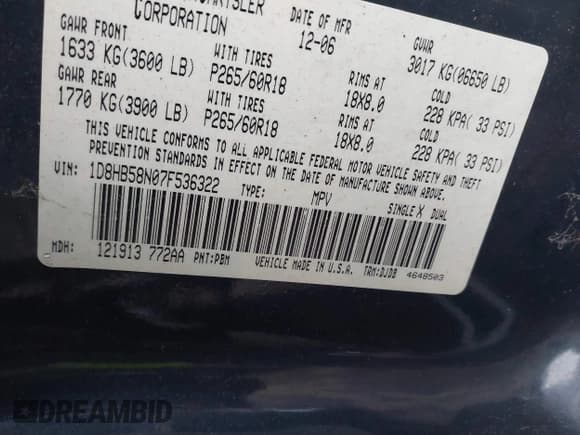 CORPORATION DATE OF MFR GVWR
GAWR FRONT 12-06 3017 KG(06650 LB)
1633 KG(3600 LB) WITH TIRES RIMS AT COLD
P265/60R18 18X8.0 228 KPA( 33 PSI)
GAWR REAR WITH TIRES RIMS AT COLD
1770 KG(3900 LB) P265/60R18 18X8.0 228 KPA( 33 PSI)
THIS VEHICLE CONFORMS TO ALL APPLICABLE FEDERAL MOTOR VEHICLE SAFETY AND THEFT
PREVENTION STANDARDS IN EFFECT ON THE DATE OF MANUFACTURE SHOWN ABOVE.
VIN: 1D8HB58N07F536322 TYPE: MPV SINGLE X DUAL
MDH: 121913 772AA PNT:PBM VEHICLE MADE IN U.S.A. TRM:DJDB 4648503
DREAMBID